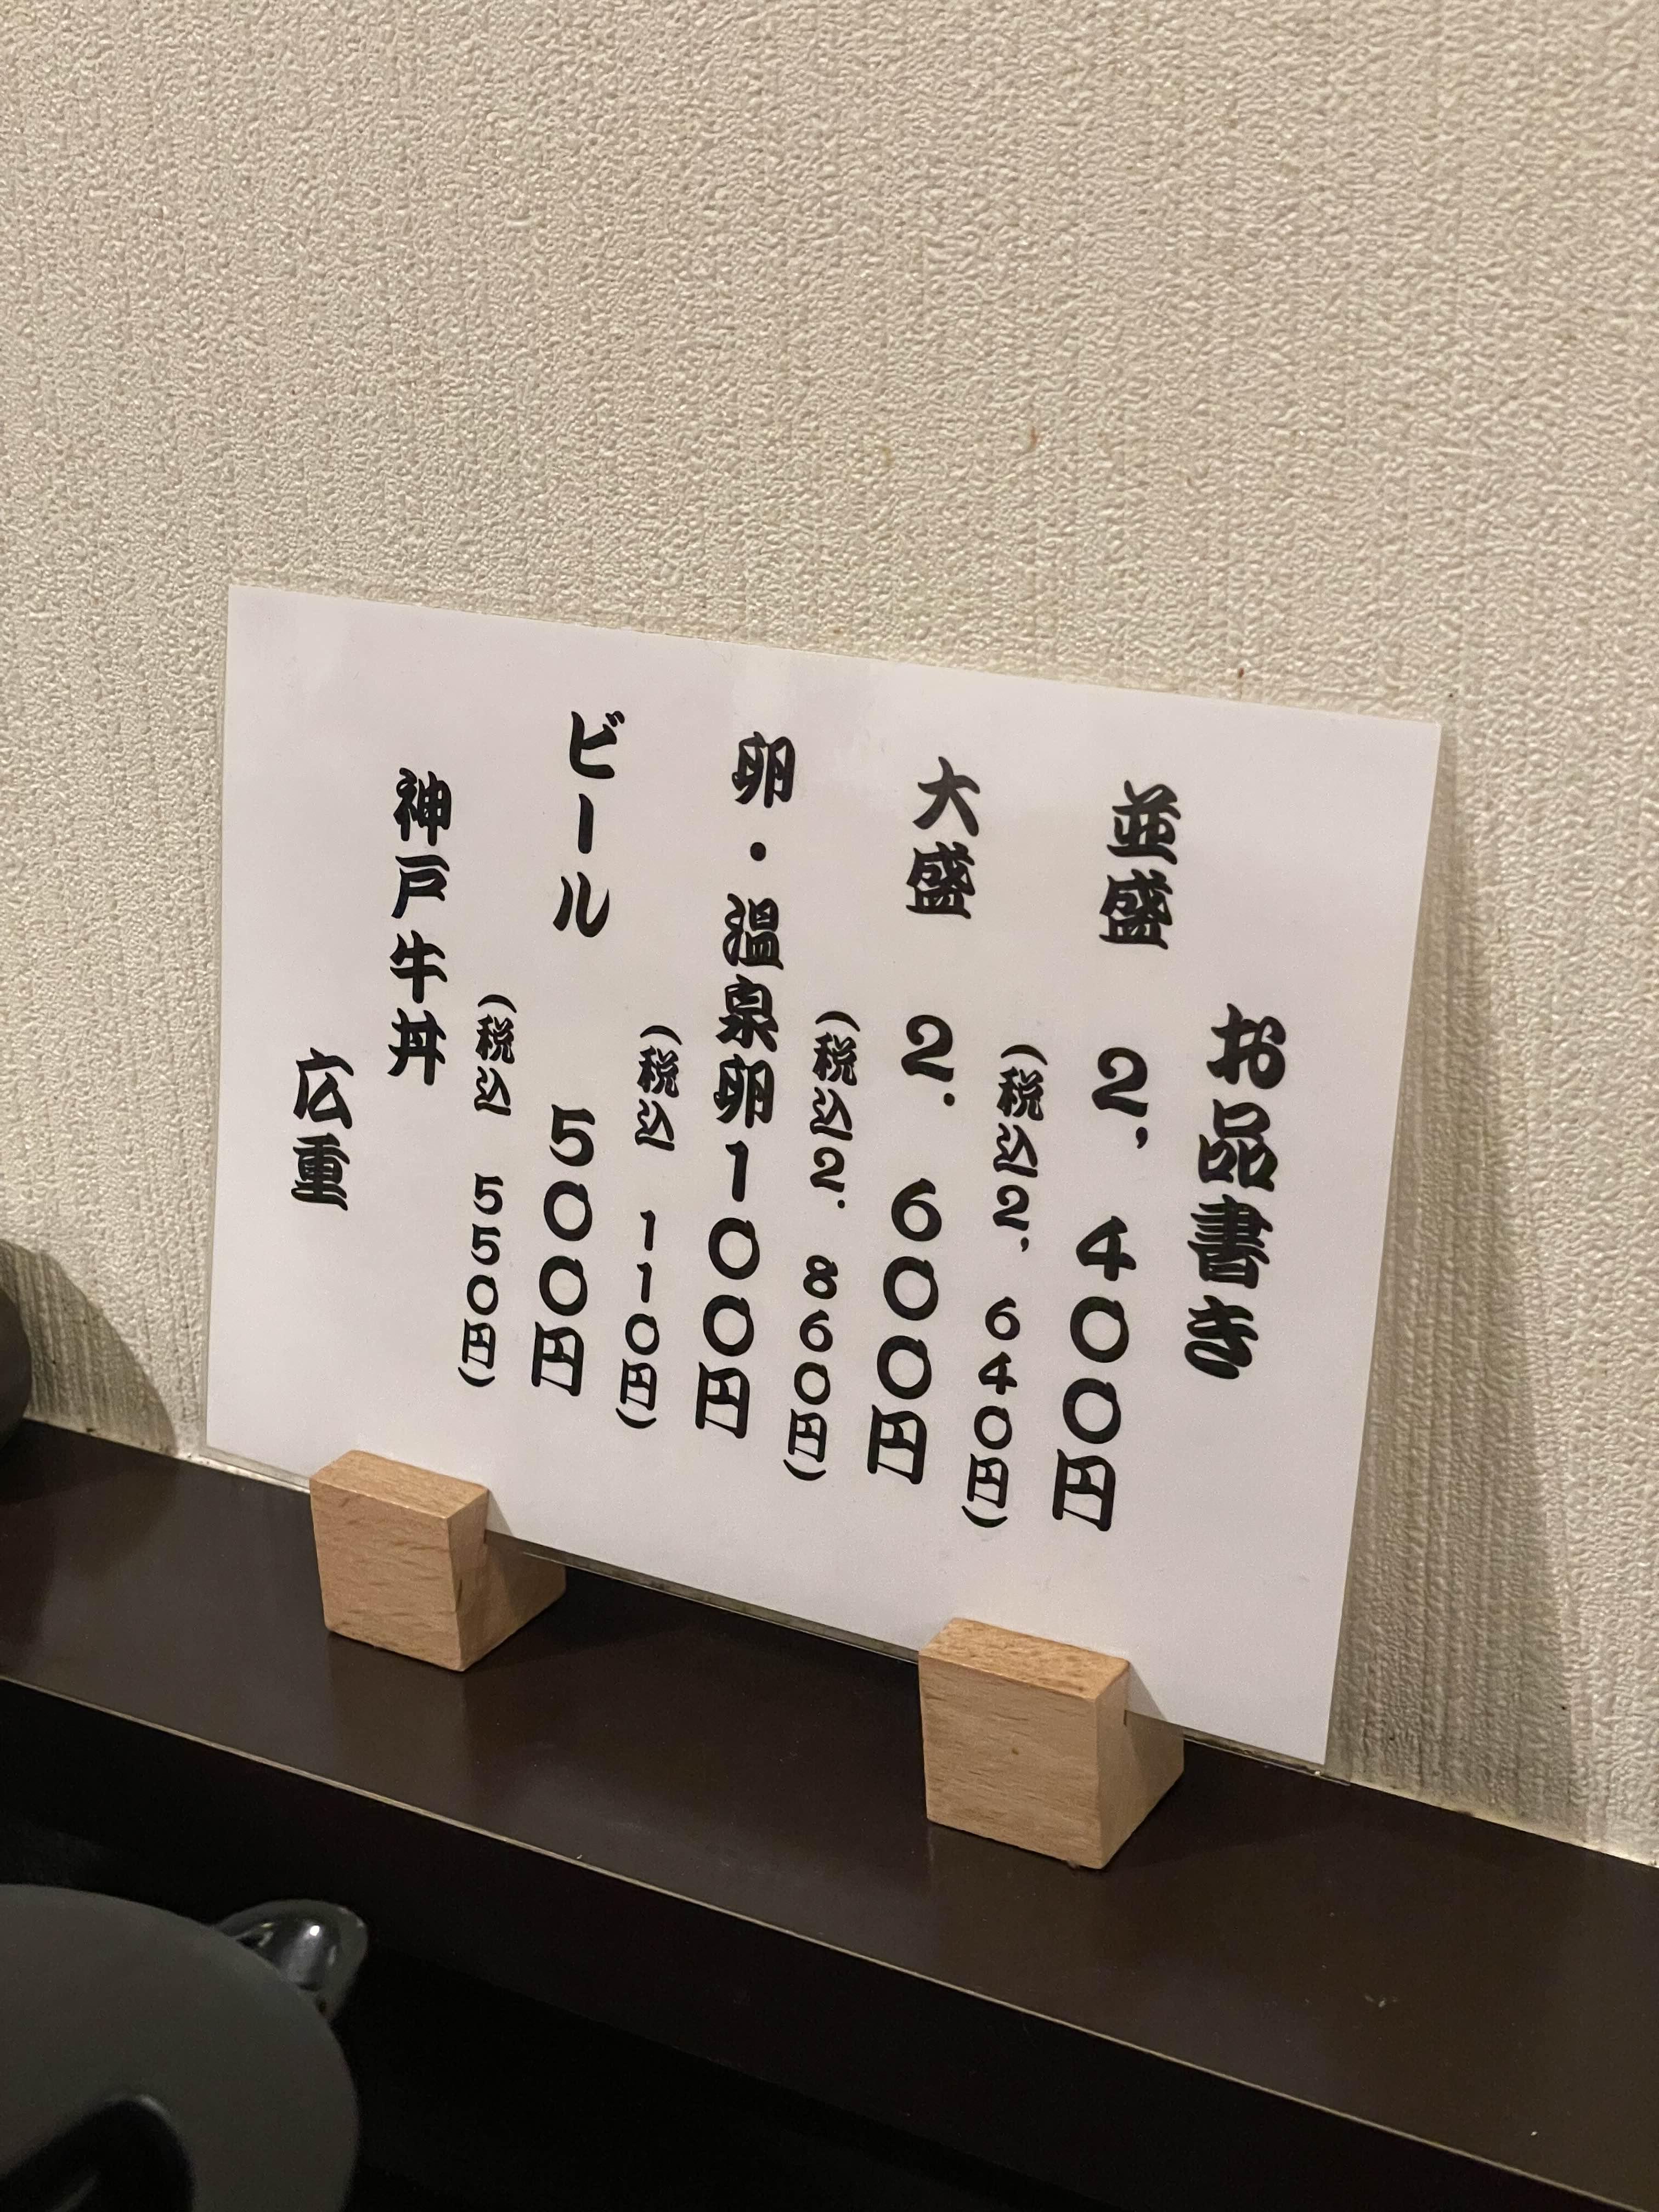 お品書き
並盛　2,400円
(税込2,640円)
大盛　2.600円
(税込2.860円)
卵・温泉卵100円
(税込　110円)
ビール　500円
(税込　550円)
神戸牛丼
広重